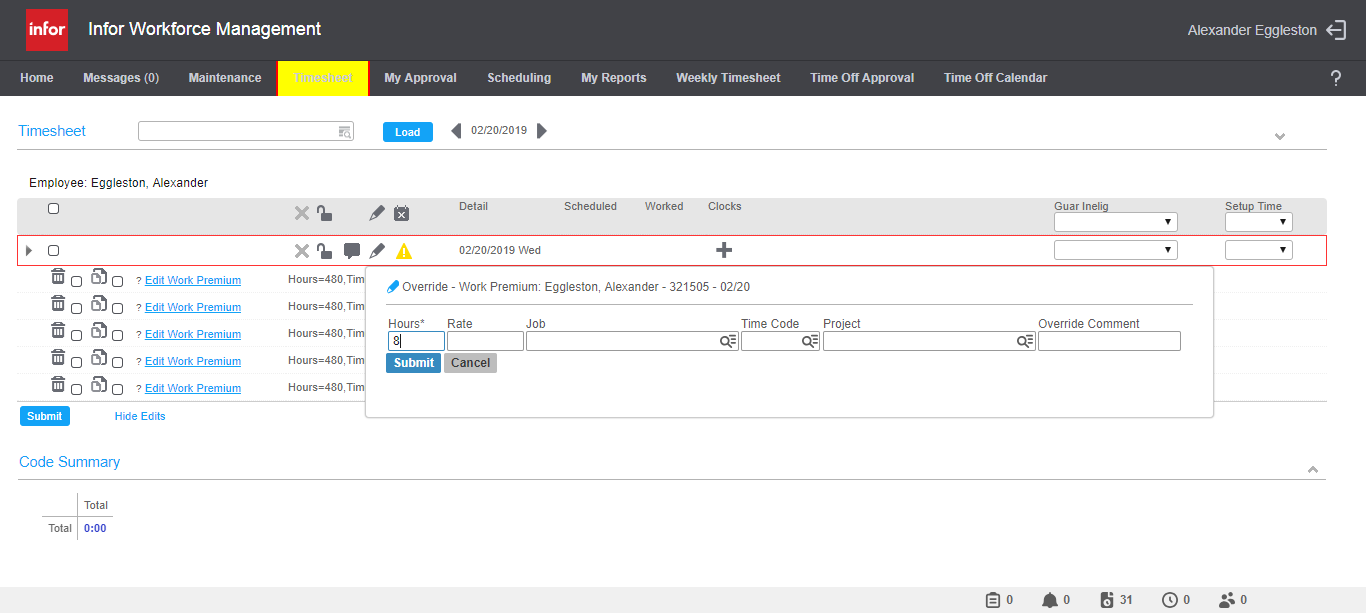 infor Infor Workforce Management Alexander Eggleston
Home Messages (0) Maintenance Timesheet My Approval Scheduling My Reports Weekly Timesheet Time Off Approval Time Off Calendar ?
Timesheet Load 02/20/2019
Employee: Eggleston, Alexander
Detail Scheduled Worked Clocks Guar Inelig Setup Time
02/20/2019 Wed
? Edit Work Premium Hours=480,Tim
? Edit Work Premium Hours=480,Tim
? Edit Work Premium Hours=480,Tim
? Edit Work Premium Hours=480,Tim
? Edit Work Premium Hours=480,Tim
Override - Work Premium: Eggleston, Alexander - 321505 - 02/20
Hours* Rate Job Time Code Project Override Comment
8
Submit Cancel
Submit Hide Edits
Code Summary
Total
Total 0:00
0 0 31 0 0